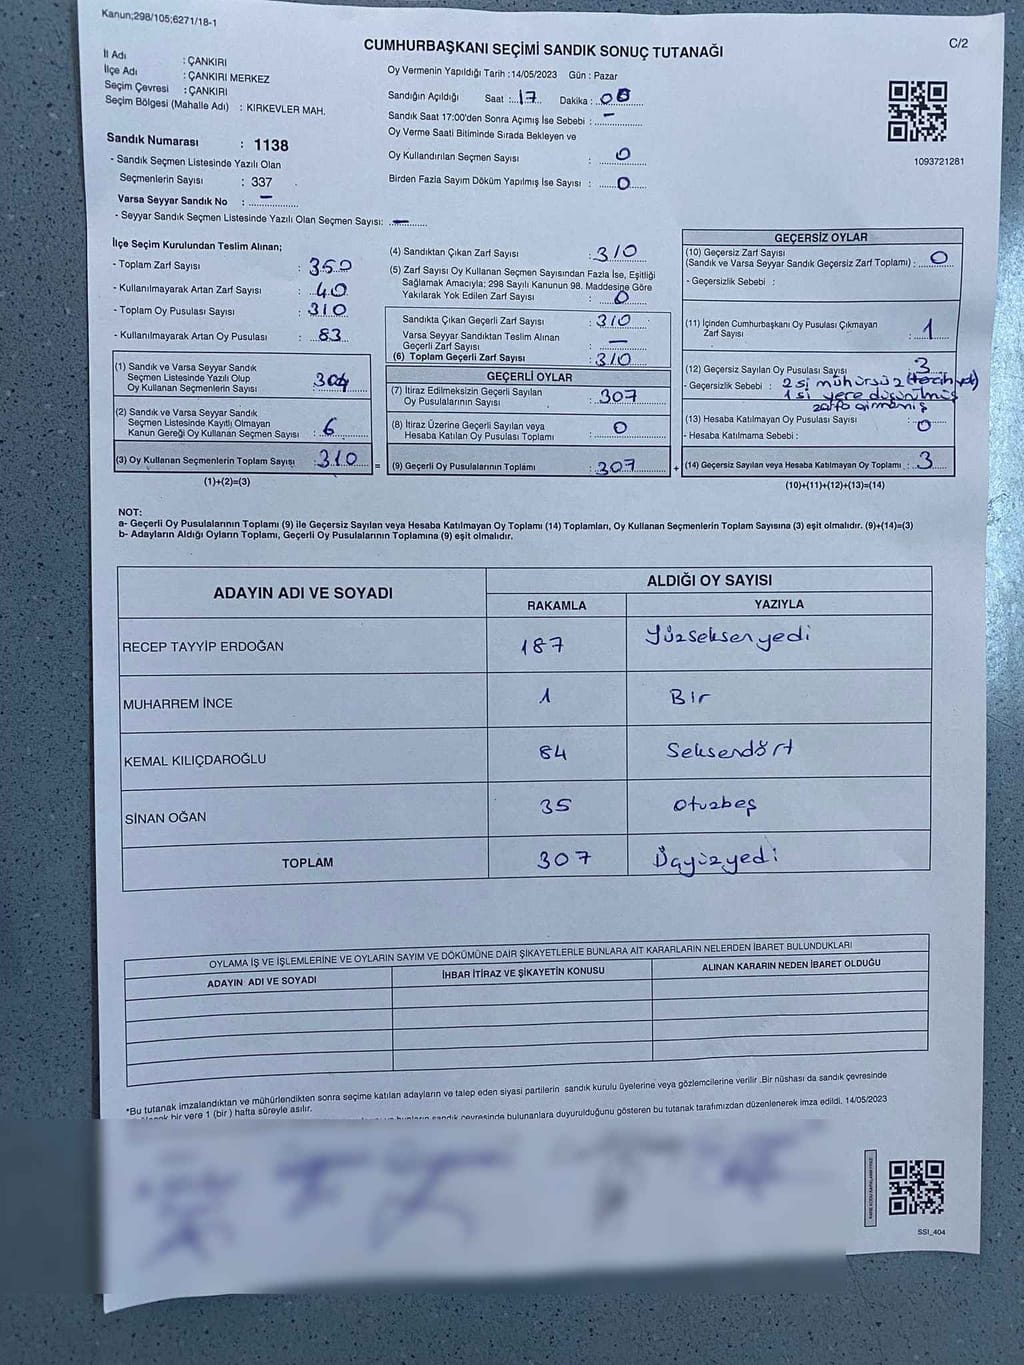 Kanun;298/105;6271/18-1
C/2
CUMHURBAŞKANI SEÇİMİ SANDIK SONUÇ TUTANAĞI
İl Adı : ÇANKIRI
İlçe Adı : ÇANKIRI MERKEZ
Seçim Çevresi : ÇANKIRI
Seçim Bölgesi (Mahalle Adı) : KIRKEVLER MAH.
Sandık Numarası : 1138
- Sandık Seçmen Listesinde Yazılı Olan
Seçmenlerin Sayısı : 337
Varsa Seyyar Sandık No : –
- Seyyar Sandık Seçmen Listesinde Yazılı Olan Seçmen Sayısı: –
Oy Vermenin Yapıldığı Tarih :14/05/2023 Gün : Pazar
Sandığın Açıldığı Saat : 17 Dakika : 08
Sandık Saat 17:00'den Sonra Açımış İse Sebebi : –
Oy Verme Saati Bitiminde Sırada Bekleyen ve
Oy Kullandırılan Seçmen Sayısı : 0
Birden Fazla Sayım Döküm Yapılmış İse Sayısı : 0
1093721281
İlçe Seçim Kurulundan Teslim Alınan;
- Toplam Zarf Sayısı : 350
- Kullanılmayarak Artan Zarf Sayısı : 40
- Toplam Oy Pusulası Sayısı : 310
- Kullanılmayarak Artan Oy Pusulası : 83
(1) Sandık ve Varsa Seyyar Sandık
Seçmen Listesinde Yazılı Olup
Oy Kullanan Seçmenlerin Sayısı : 304
(2) Sandık ve Varsa Seyyar Sandık
Seçmen Listesinde Kayıtlı Olmayan
Kanun Gereği Oy Kullanan Seçmen Sayısı : 6
(3) Oy Kullanan Seçmenlerin Toplam Sayısı : 310 =
(1)+(2)=(3)
(4) Sandıktan Çıkan Zarf Sayısı : 310
(5) Zarf Sayısı Oy Kullanan Seçmen Sayısından Fazla İse, Eşitliği
Sağlamak Amacıyla; 298 Sayılı Kanunun 98. Maddesine Göre
Yakılarak Yok Edilen Zarf Sayısı : 0
Sandıkta Çıkan Geçerli Zarf Sayısı : 310
Varsa Seyyar Sandıktan Teslim Alınan
Geçerli Zarf Sayısı : –
(6) Toplam Geçerli Zarf Sayısı : 310
GEÇERLİ OYLAR
(7) İtiraz Edilmeksizin Geçerli Sayılan
Oy Pusulalarının Sayısı : 307
(8) İtiraz Üzerine Geçerli Sayılan veya
Hesaba Katılan Oy Pusulası Toplamı : 0
(9) Geçerli Oy Pusulalarının Toplamı : 307 +
GEÇERSİZ OYLAR
(10) Geçersiz Zarf Sayısı
(Sandık ve Varsa Seyyar Sandık Geçersiz Zarf Toplamı) : 0
- Geçersizlik Sebebi :
(11) İçinden Cumhurbaşkanı Oy Pusulası Çıkmayan
Zarf Sayısı : 1
(12) Geçersiz Sayılan Oy Pusulası Sayısı : 3
- Geçersizlik Sebebi : 2 si mühürsüz (tercih yok)
1 si yere düşürülmüş
zarfa girmemiş
(13) Hesaba Katılmayan Oy Pusulası Sayısı : 0
- Hesaba Katılmama Sebebi :
(14) Geçersiz Sayılan veya Hesaba Katılmayan Oy Toplamı : 3
(10)+(11)+(12)+(13)=(14)
NOT:
a- Geçerli Oy Pusulalarının Toplamı (9) ile Geçersiz Sayılan veya Hesaba Katılmayan Oy Toplamı (14) Toplamları, Oy Kullanan Seçmenlerin Toplam Sayısına (3) eşit olmalıdır. (9)+(14)=(3)
b- Adayların Aldığı Oyların Toplamı, Geçerli Oy Pusulalarının Toplamına (9) eşit olmalıdır.
ADAYIN ADI VE SOYADI ALDIĞI OY SAYISI
RAKAMLA YAZIYLA
RECEP TAYYİP ERDOĞAN 187 Yüzseksenyedi
MUHARREM İNCE 1 Bir
KEMAL KILIÇDAROĞLU 84 Seksendört
SİNAN OĞAN 35 Otuzbeş
TOPLAM 307 Üçyüzyedi
OYLAMA İŞ VE İŞLEMLERİNE VE OYLARIN SAYIM VE DÖKÜMÜNE DAİR ŞİKAYETLERLE BUNLARA AİT KARARLARIN NELERDEN İBARET BULUNDUKLARI
ADAYIN ADI VE SOYADI İHBAR İTİRAZ VE ŞİKAYETİN KONUSU ALINAN KARARIN NEDEN İBARET OLDUĞU
*Bu tutanak imzalandıktan ve mühürlendikten sonra seçime katılan adayların ve talep eden siyasi partilerin sandık kurulu üyelerine veya gözlemcilerine verilir .Bir nüshası da sandık çevresinde
bir yere 1 (bir ) hafta süreyle asılır.
sandık çevresinde bulunanlara duyurulduğunu gösteren bu tutanak tarafımızdan düzenlenerek imza edildi. 14/05/2023
SSI_404